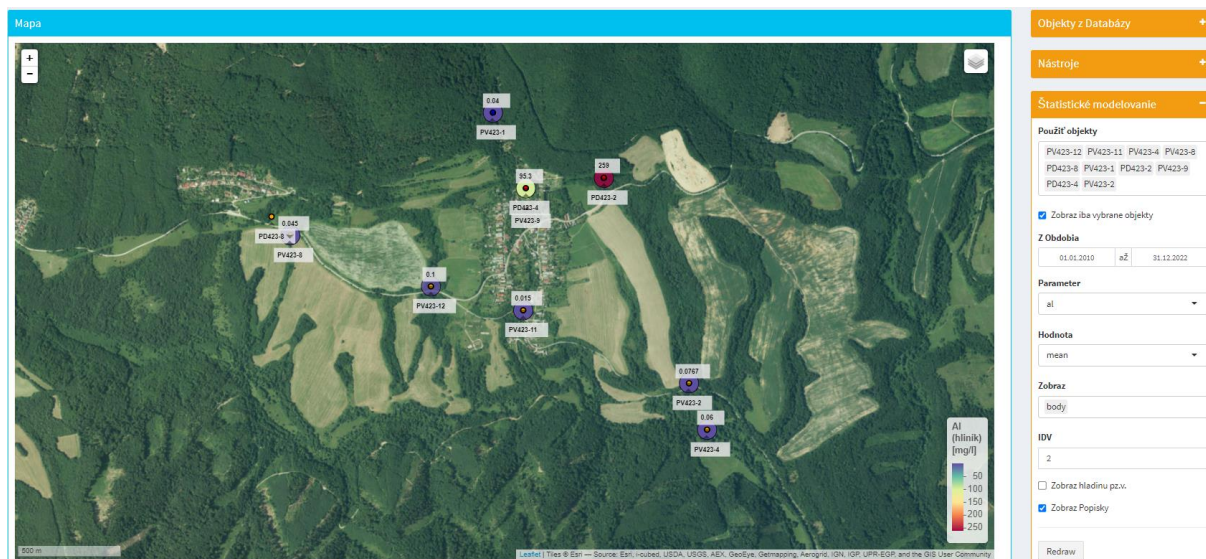 Mapa
+
−
0.04
PV423-1
95.3
PD423-4
PV423-9
259
PD423-2
0.045
PD423-8
PV423-8
0.1
PV423-12
0.015
PV423-11
0.0767
PV423-2
0.06
PV423-4
Al
(hliník)
[mg/l]
50
100
150
200
250
500 m
Leaflet | Tiles © Esri — Source: Esri, i-cubed, USDA, USGS, AEX, GeoEye, Getmapping, Aerogrid, IGN, IGP, UPR-EGP, and the GIS User Community
Objekty z Databázy +
Nástroje +
Štatistické modelovanie −
Použiť objekty
PV423-12 PV423-11 PV423-4 PV423-8
PD423-8 PV423-1 PD423-2 PV423-9
PD423-4 PV423-2
Zobraz iba vybrane objekty
Z Obdobia
01.01.2010 až 31.12.2022
Parameter
al
Hodnota
mean
Zobraz
body
IDV
2
Zobraz hladinu pz.v.
Zobraz Popisky
Redraw